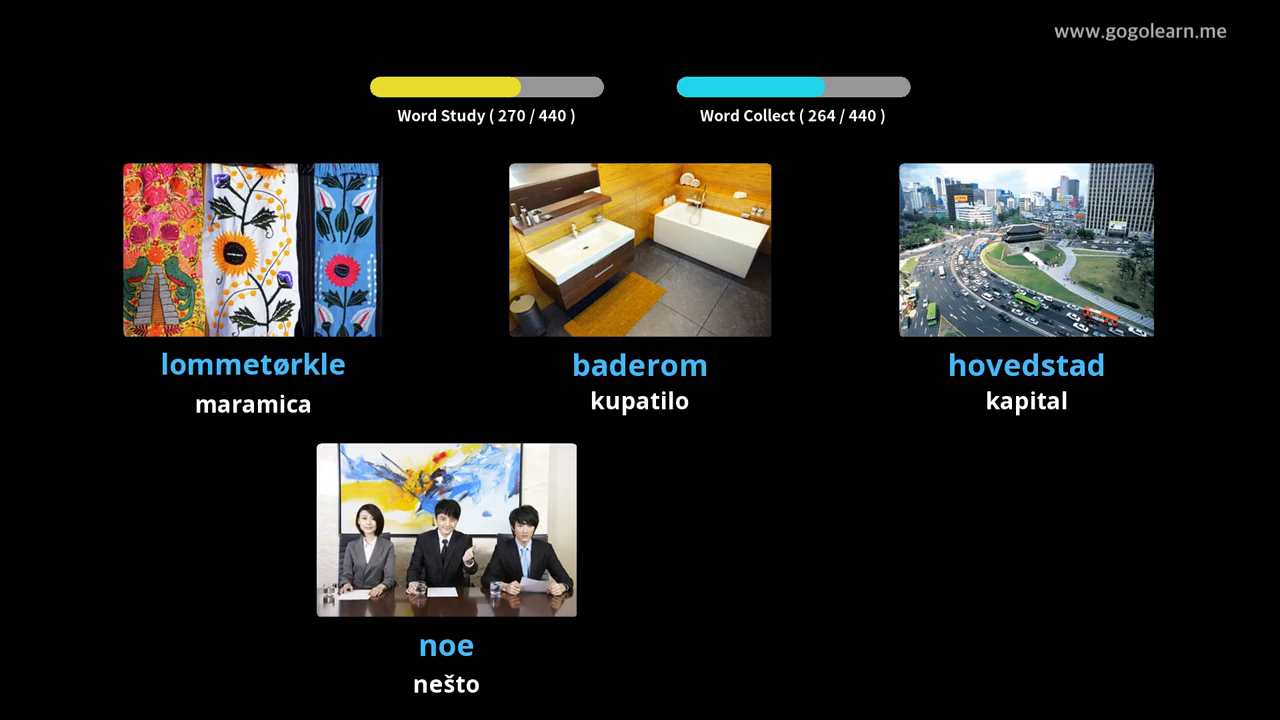 www.gogolearn.me
Word Study ( 270 / 440 )
Word Collect ( 264 / 440 )
lommetørkle
maramica
baderom
kupatilo
hovedstad
kapital
noe
nešto